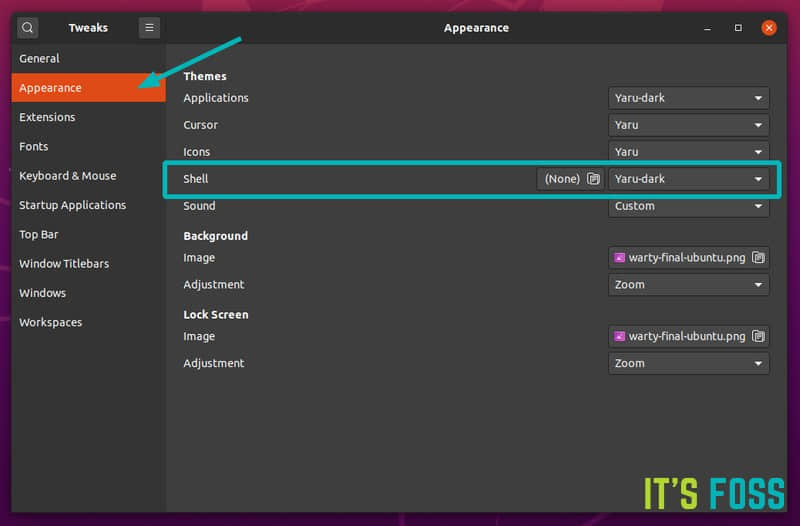 Tweaks
Appearance
General
Appearance
Extensions
Fonts
Keyboard & Mouse
Startup Applications
Top Bar
Window Titlebars
Windows
Workspaces
Themes
Applications Yaru-dark
Cursor Yaru
Icons Yaru
Shell (None) Yaru-dark
Sound Custom
Background
Image warty-final-ubuntu.png
Adjustment Zoom
Lock Screen
Image warty-final-ubuntu.png
Adjustment Zoom
IT'S FOSS